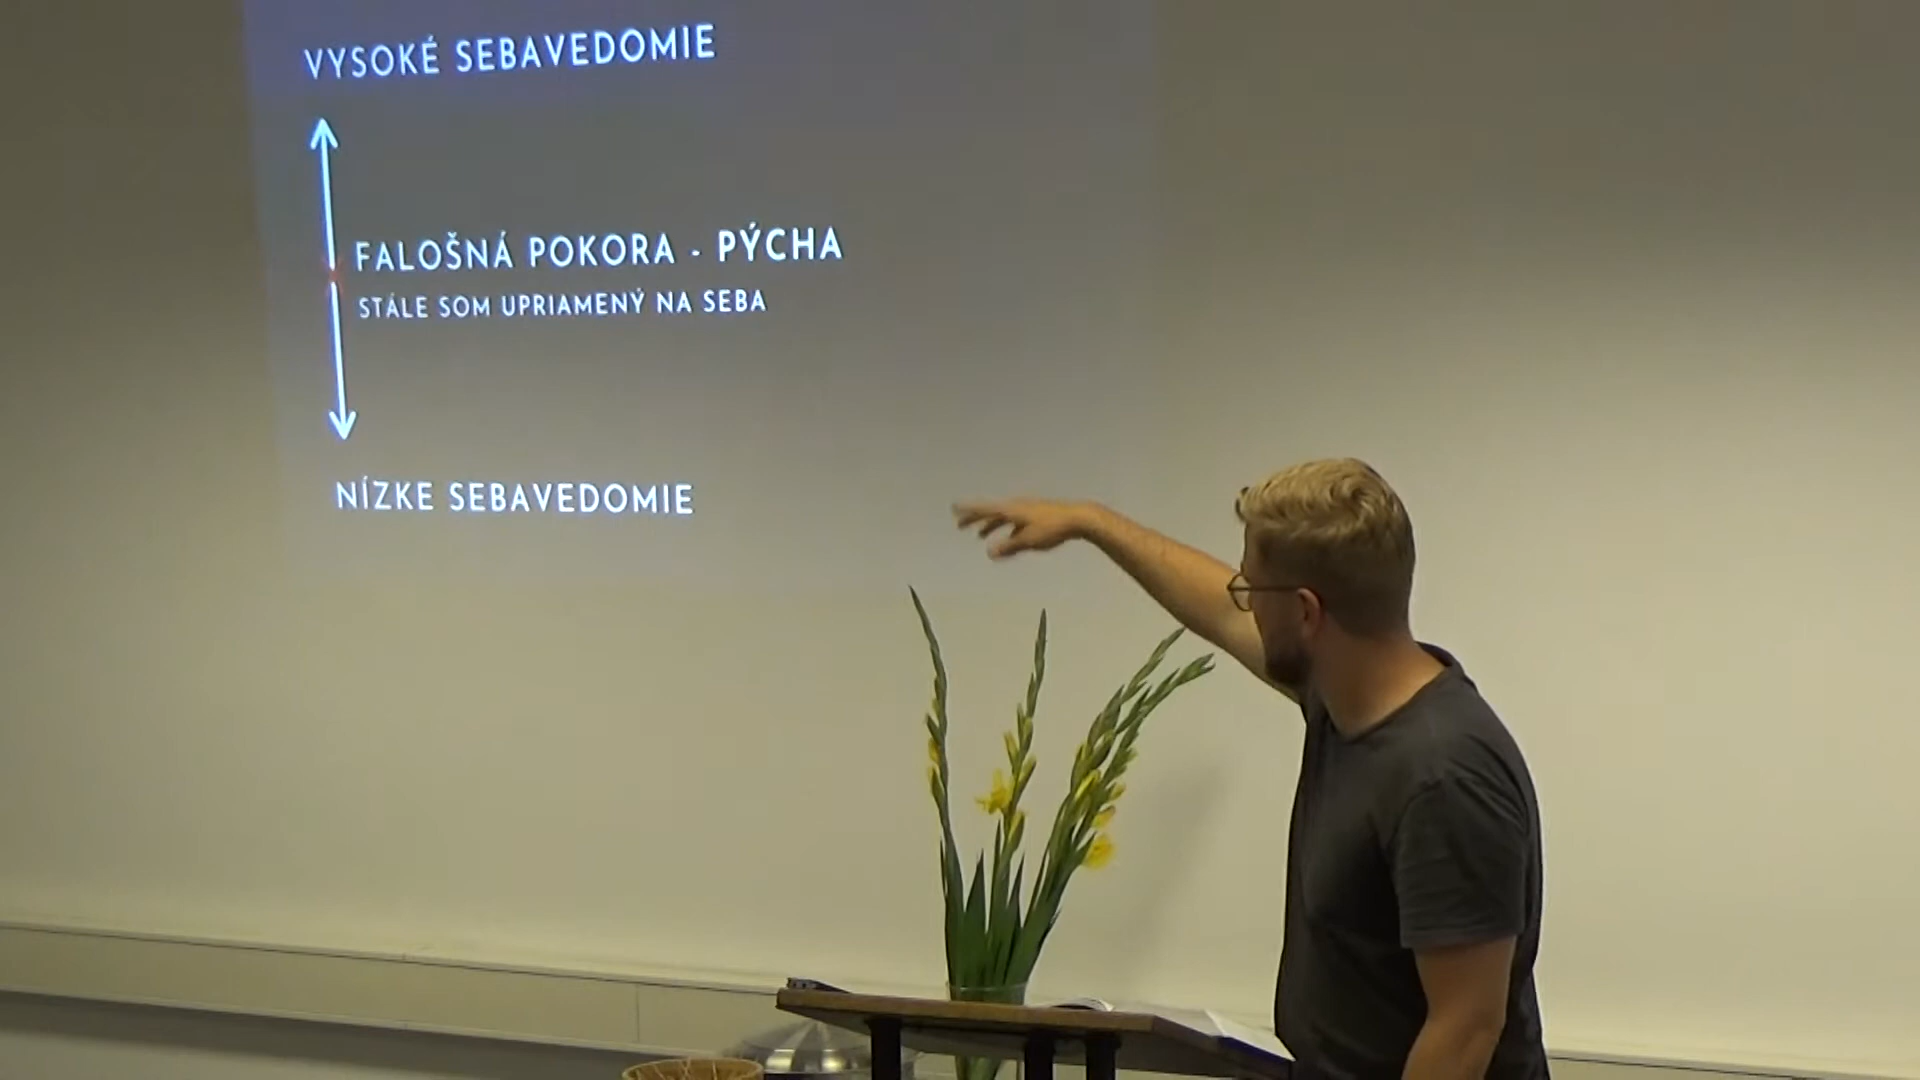 VYSOKÉ SEBAVEDOMIE
FALOŠNÁ POKORA - PÝCHA
STÁLE SOM UPRIAMENÝ NA SEBA
NÍZKE SEBAVEDOMIE